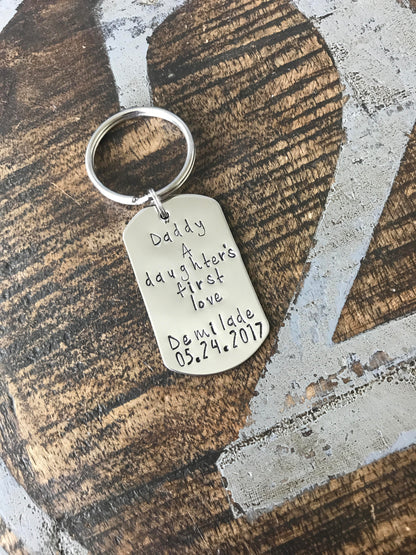 Daddy
A
daughter's
first
love
Demilade
05.24.2017